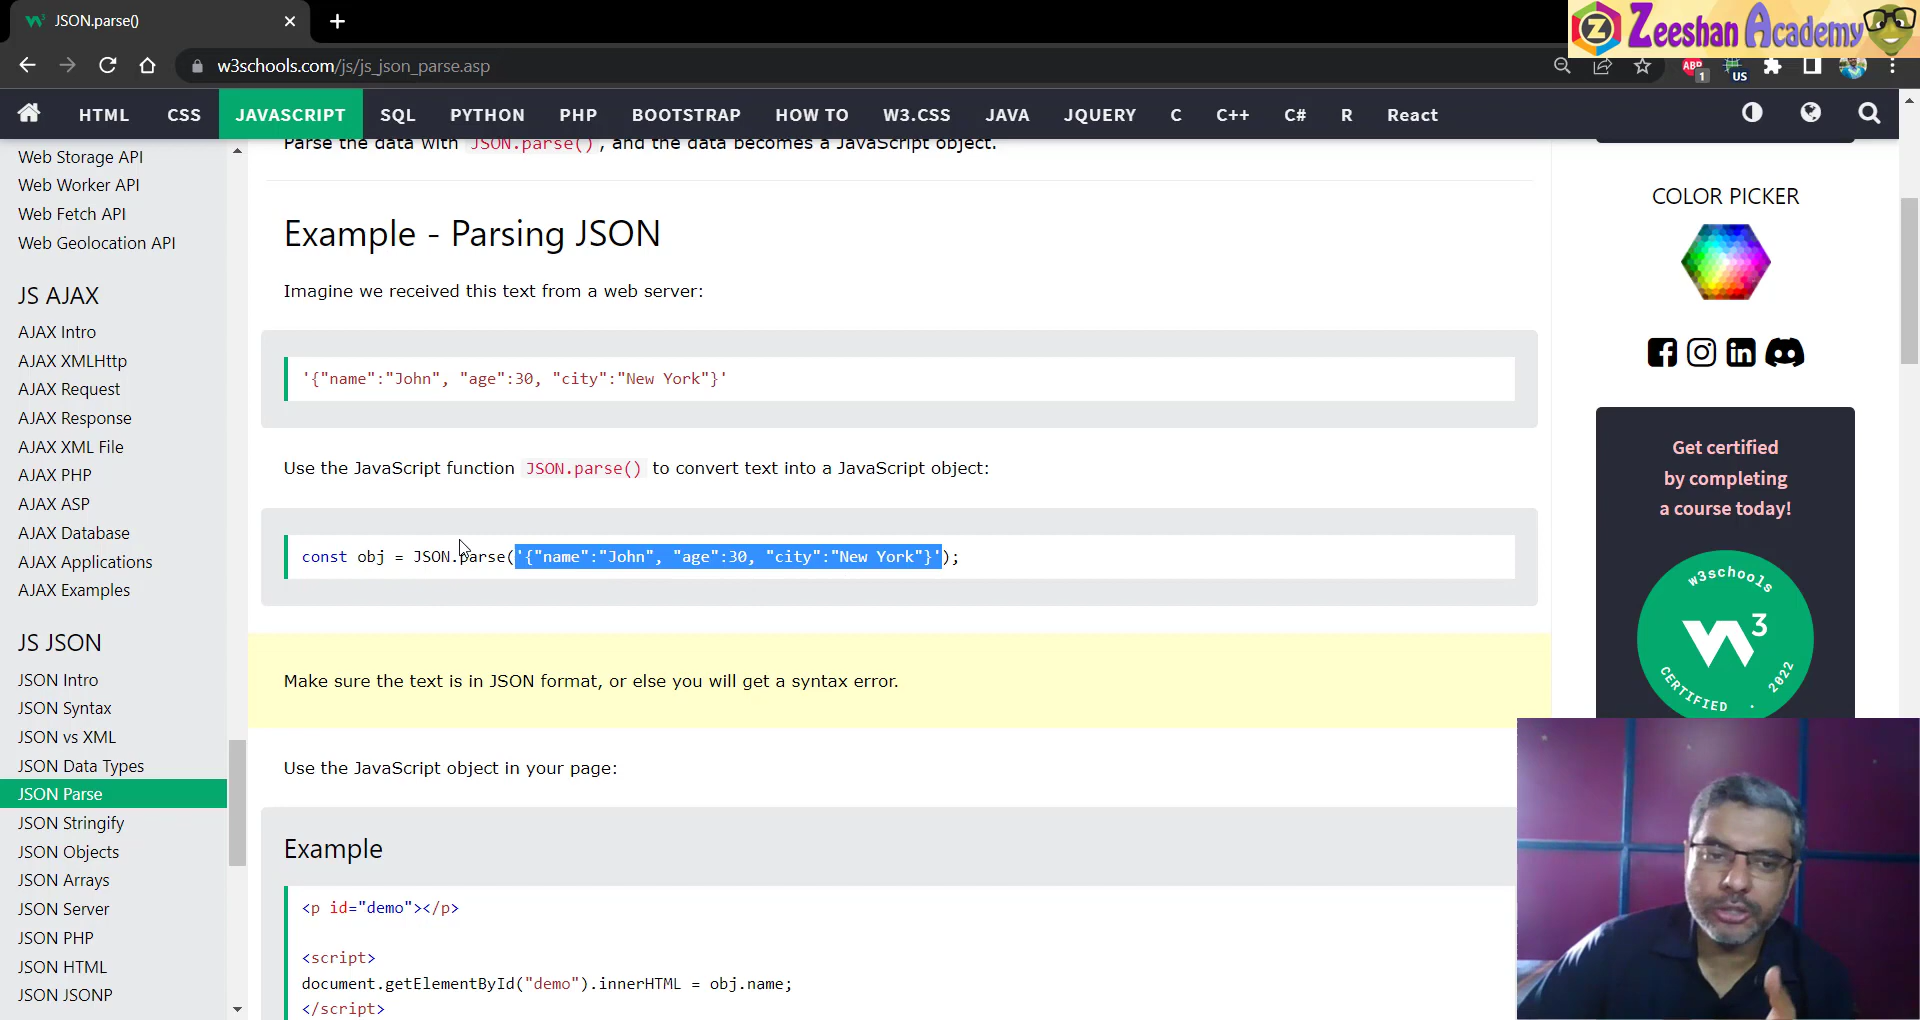 JSON.parse()
Zeeshan Academy
w3schools.com/js/js_json_parse.asp
ABP
1
US
HTML
CSS
JAVASCRIPT
SQL
PYTHON
PHP
BOOTSTRAP
HOW TO
W3.CSS
JAVA
JQUERY
C
C++
C#
R
React
Web Storage API
Web Worker API
Web Fetch API
Web Geolocation API
JS AJAX
AJAX Intro
AJAX XMLHttp
AJAX Request
AJAX Response
AJAX XML File
AJAX PHP
AJAX ASP
AJAX Database
AJAX Applications
AJAX Examples
JS JSON
JSON Intro
JSON Syntax
JSON vs XML
JSON Data Types
JSON Parse
JSON Stringify
JSON Objects
JSON Arrays
JSON Server
JSON PHP
JSON HTML
JSON JSONP
Parse the data with JSON.parse(), and the data becomes a JavaScript object.
Example - Parsing JSON
Imagine we received this text from a web server:
'{"name":"John", "age":30, "city":"New York"}'
Use the JavaScript function JSON.parse() to convert text into a JavaScript object:
const obj = JSON.parse('{"name":"John", "age":30, "city":"New York"}');
Make sure the text is in JSON format, or else you will get a syntax error.
Use the JavaScript object in your page:
Example
<p id="demo"></p>
<script>
document.getElementById("demo").innerHTML = obj.name;
</script>
COLOR PICKER
Get certified
by completing
a course today!
w3schools
W3
CERTIFIED . 2022